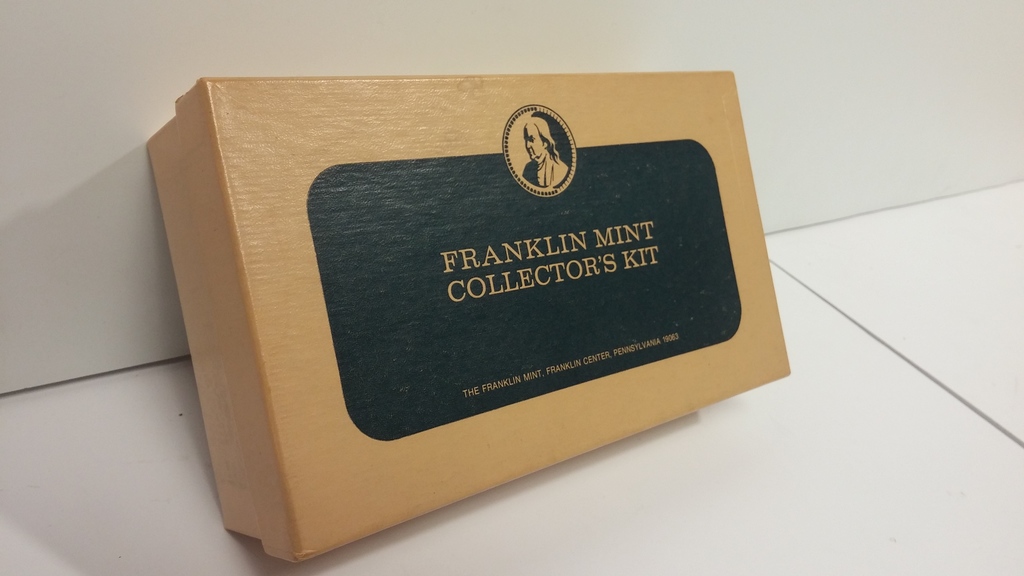 FRANKLIN MINT
COLLECTOR'S KIT
THE FRANKLIN MINT, FRANKLIN CENTER, PENNSYLVANIA 19063